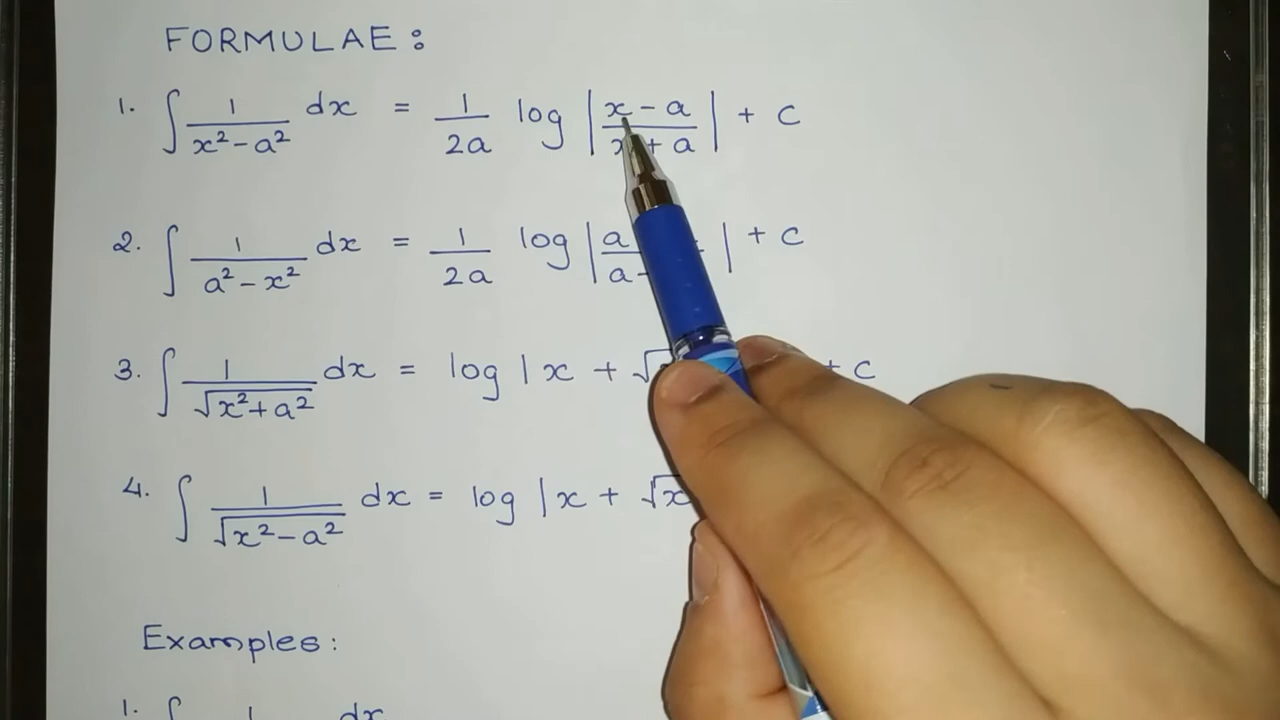 FORMULAE :
1. ∫ 1/(x² - a²) dx = 1/2a log |(x - a)/(x + a)| + c
2. ∫ 1/(a² - x²) dx = 1/2a log |a / a | + c
3. ∫ 1/√(x² + a²) dx = log | x + √ + c
4. ∫ 1/√(x² - a²) dx = log | x + √x
Examples :
1. ∫ 1 dx